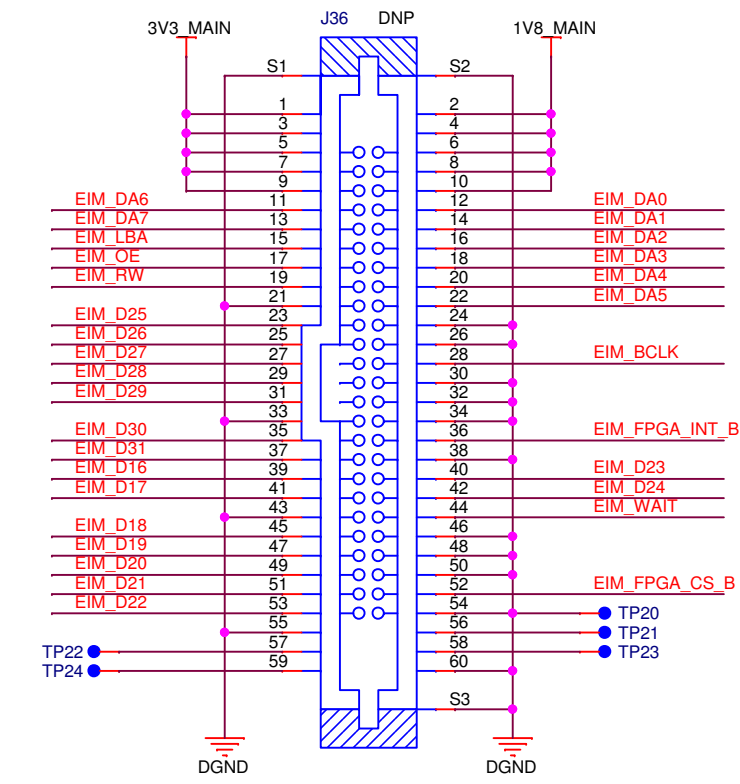 J36 DNP
3V3_MAIN 1V8_MAIN
S1 S2
1 2
3 4
5 6
7 8
9 10
EIM_DA6 11 12 EIM_DA0
EIM_DA7 13 14 EIM_DA1
EIM_LBA 15 16 EIM_DA2
EIM_OE 17 18 EIM_DA3
EIM_RW 19 20 EIM_DA4
21 22 EIM_DA5
EIM_D25 23 24
EIM_D26 25 26
EIM_D27 27 28 EIM_BCLK
EIM_D28 29 30
EIM_D29 31 32
33 34
EIM_D30 35 36 EIM_FPGA_INT_B
EIM_D31 37 38
EIM_D16 39 40 EIM_D23
EIM_D17 41 42 EIM_D24
43 44 EIM_WAIT
EIM_D18 45 46
EIM_D19 47 48
EIM_D20 49 50
EIM_D21 51 52 EIM_FPGA_CS_B
EIM_D22 53 54 TP20
55 56 TP21
TP22 57 58 TP23
TP24 59 60
S3
DGND DGND